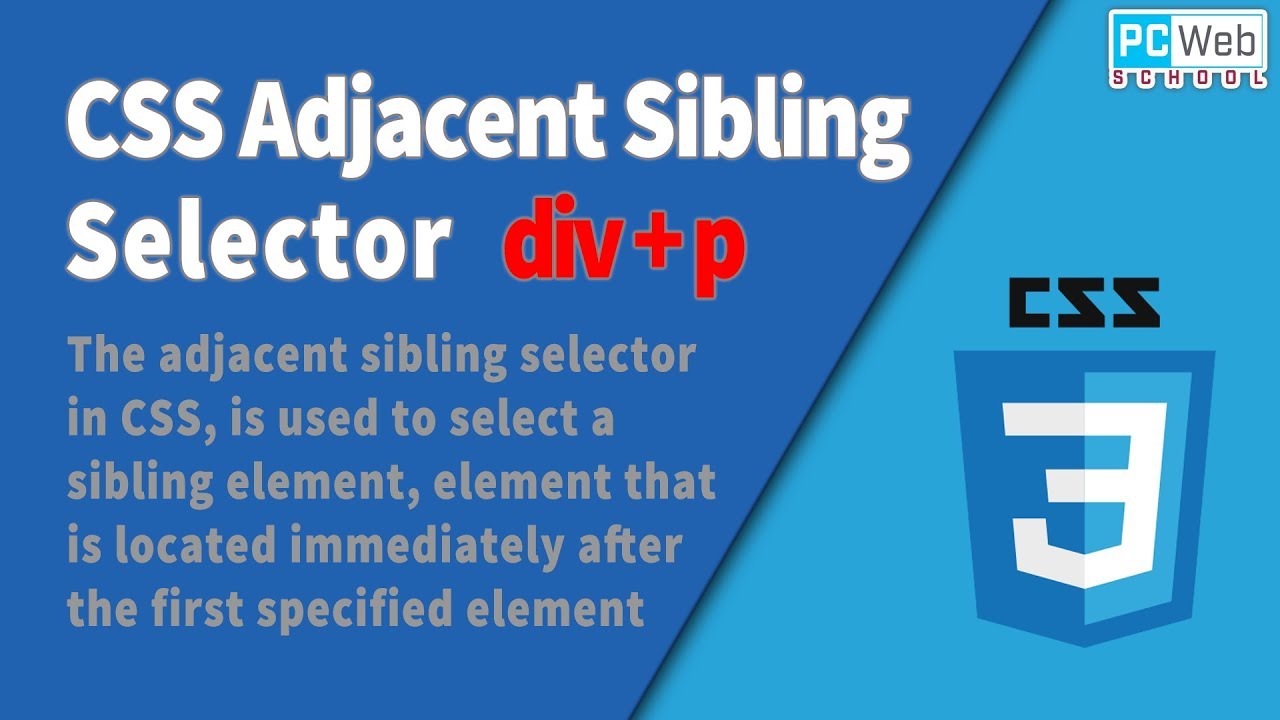 PC Web
SCHOOL
CSS Adjacent Sibling
Selector div+p
The adjacent sibling selector
in CSS, is used to select a
sibling element, element that
is located immediately after
the first specified element
CSS
3